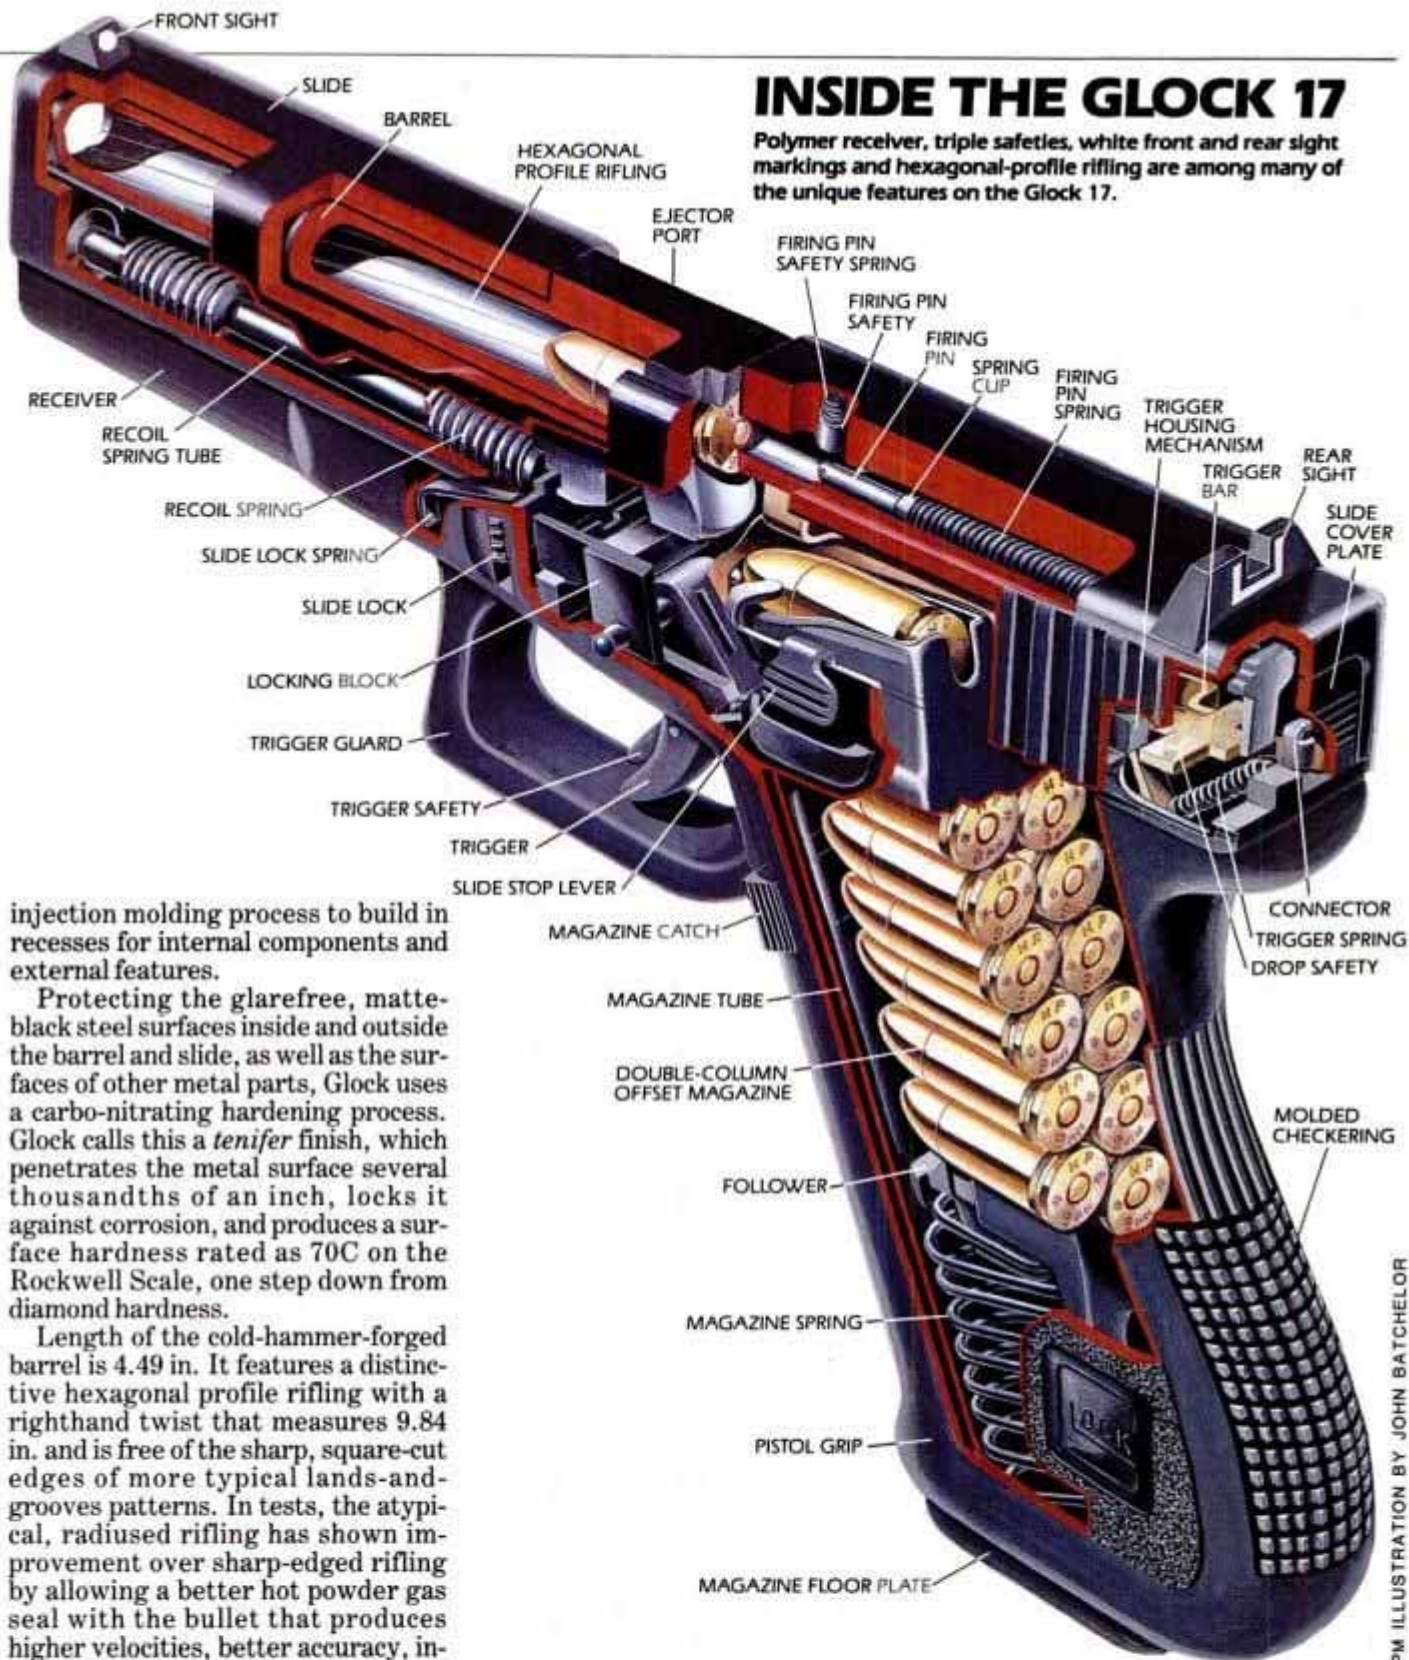 FRONT SIGHT
SLIDE
BARREL
HEXAGONAL
PROFILE RIFLING
EJECTOR
PORT
INSIDE THE GLOCK 17
Polymer receiver, triple safeties, white front and rear sight
markings and hexagonal-profile rifling are among many of
the unique features on the Glock 17.
FIRING PIN
SAFETY SPRING
FIRING PIN
SAFETY
FIRING
PIN
SPRING
CUP
FIRING
PIN
SPRING
TRIGGER
HOUSING
MECHANISM
TRIGGER
BAR
REAR
SIGHT
SLIDE
COVER
PLATE
RECEIVER
RECOIL
SPRING TUBE
RECOIL SPRING
SLIDE LOCK SPRING
SLIDE LOCK
LOCKING BLOCK
TRIGGER GUARD
TRIGGER SAFETY
TRIGGER
SLIDE STOP LEVER
MAGAZINE CATCH
MAGAZINE TUBE
DOUBLE-COLUMN
OFFSET MAGAZINE
FOLLOWER
MAGAZINE SPRING
PISTOL GRIP
MAGAZINE FLOOR PLATE
CONNECTOR
TRIGGER SPRING
DROP SAFETY
MOLDED
CHECKERING
injection molding process to build in
recesses for internal components and
external features.
Protecting the glarefree, matte-
black steel surfaces inside and outside
the barrel and slide, as well as the sur-
faces of other metal parts, Glock uses
a carbo-nitrating hardening process.
Glock calls this a tenifer finish, which
penetrates the metal surface several
thousandths of an inch, locks it
against corrosion, and produces a sur-
face hardness rated as 70C on the
Rockwell Scale, one step down from
diamond hardness.
Length of the cold-hammer-forged
barrel is 4.49 in. It features a distinc-
tive hexagonal profile rifling with a
righthand twist that measures 9.84
in. and is free of the sharp, square-cut
edges of more typical lands-and-
grooves patterns. In tests, the atypi-
cal, radiused rifling has shown im-
provement over sharp-edged rifling
by allowing a better hot powder gas
seal with the bullet that produces
higher velocities, better accuracy, in-
GLOCK
PM ILLUSTRATION BY JOHN BATCHELOR